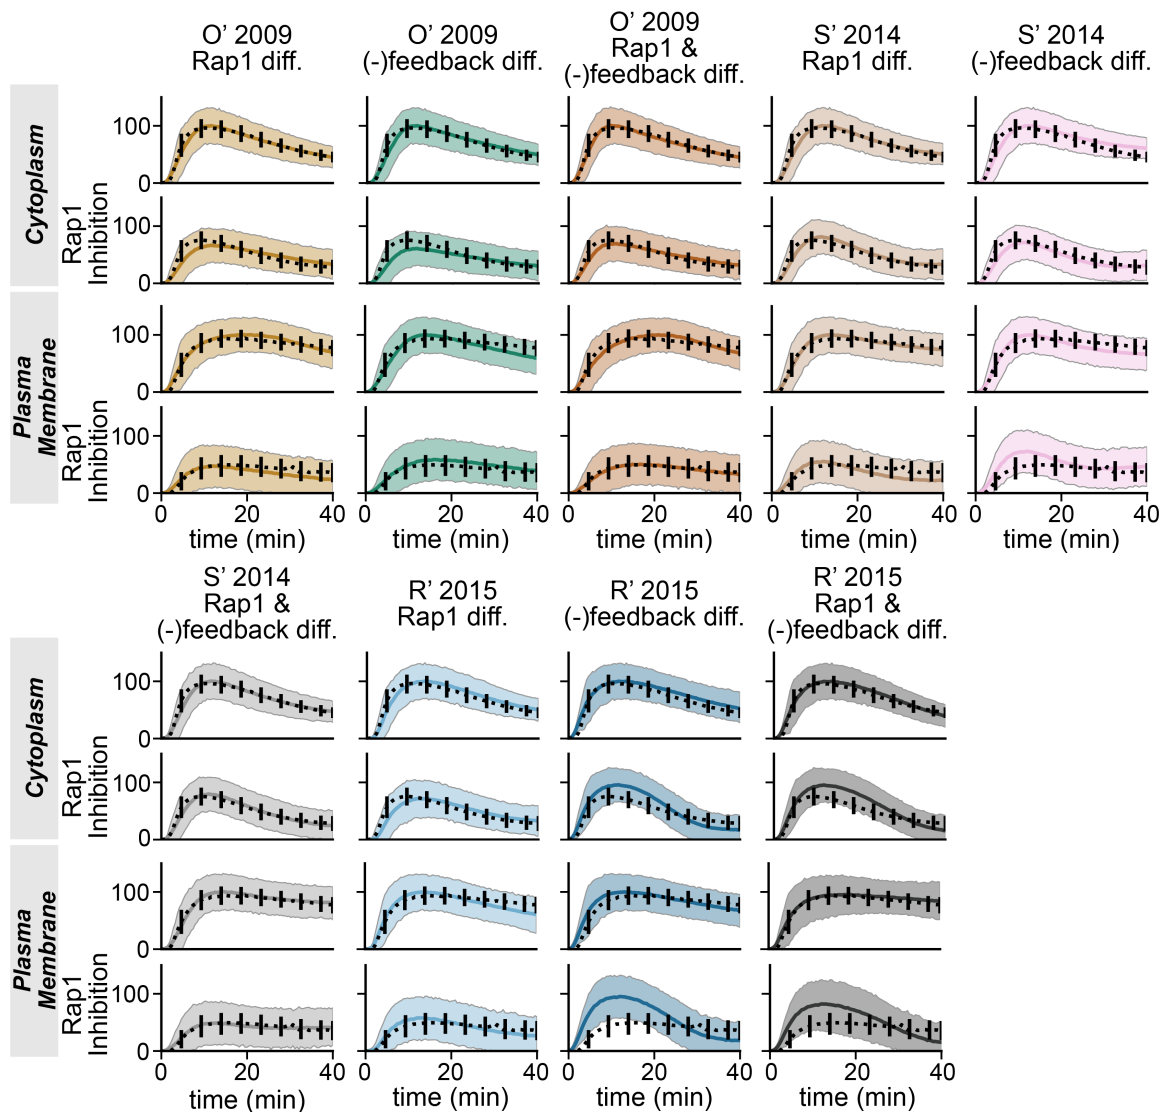 O’ 2009
Rap1 diff.
O’ 2009
(-)feedback diff.
O’ 2009
Rap1 &
(-)feedback diff.
S’ 2014
Rap1 diff.
S’ 2014
(-)feedback diff.
Cytoplasm
100
0
Rap1
Inhibition
100
0
Plasma
Membrane
100
0
Rap1
Inhibition
100
0
0 20 40
0 20 40
0 20 40
0 20 40
0 20 40
time (min)
time (min)
time (min)
time (min)
time (min)
S’ 2014
Rap1 &
(-)feedback diff.
R’ 2015
Rap1 diff.
R’ 2015
(-)feedback diff.
R’ 2015
Rap1 &
(-)feedback diff.
Cytoplasm
100
0
Rap1
Inhibition
100
0
Plasma
Membrane
100
0
Rap1
Inhibition
100
0
0 20 40
0 20 40
0 20 40
0 20 40
time (min)
time (min)
time (min)
time (min)